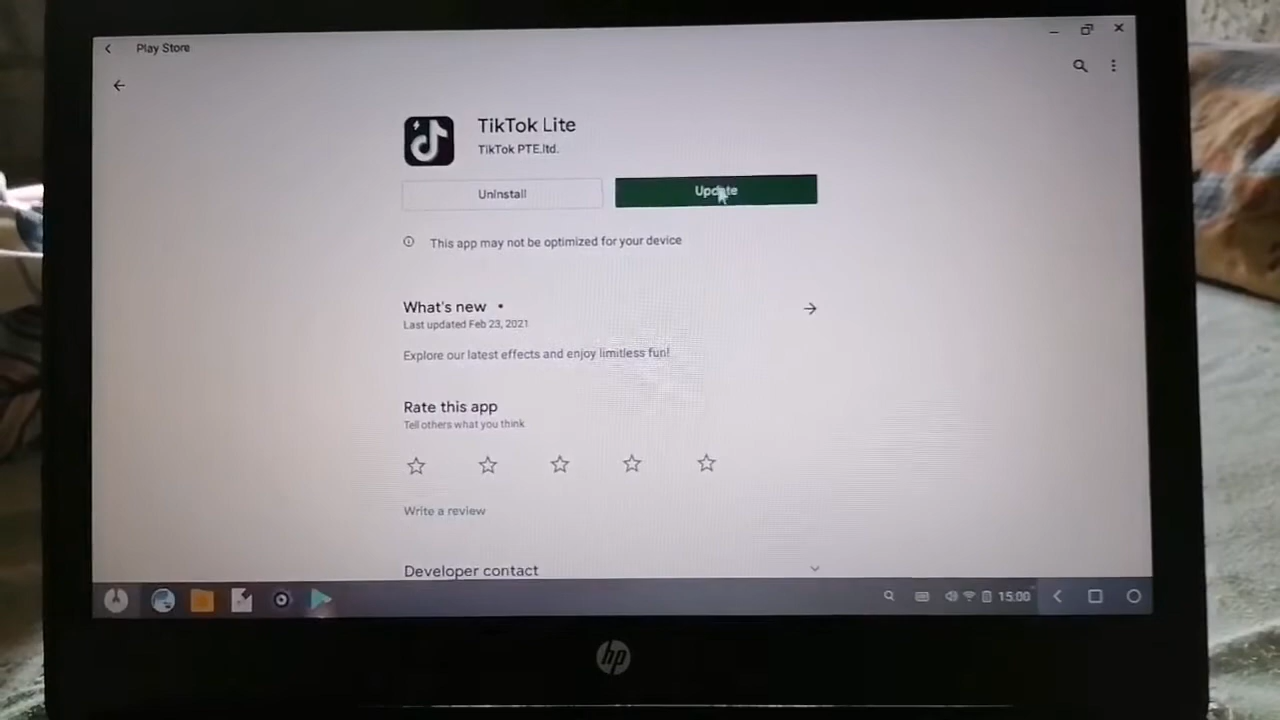 Play Store
TikTok Lite
TikTok PTE.ltd.
Uninstall
Update
This app may not be optimized for your device
What's new •
Last updated Feb 23, 2021
Explore our latest effects and enjoy limitless fun!
Rate this app
Tell others what you think
Write a review
Developer contact
15:00
hp